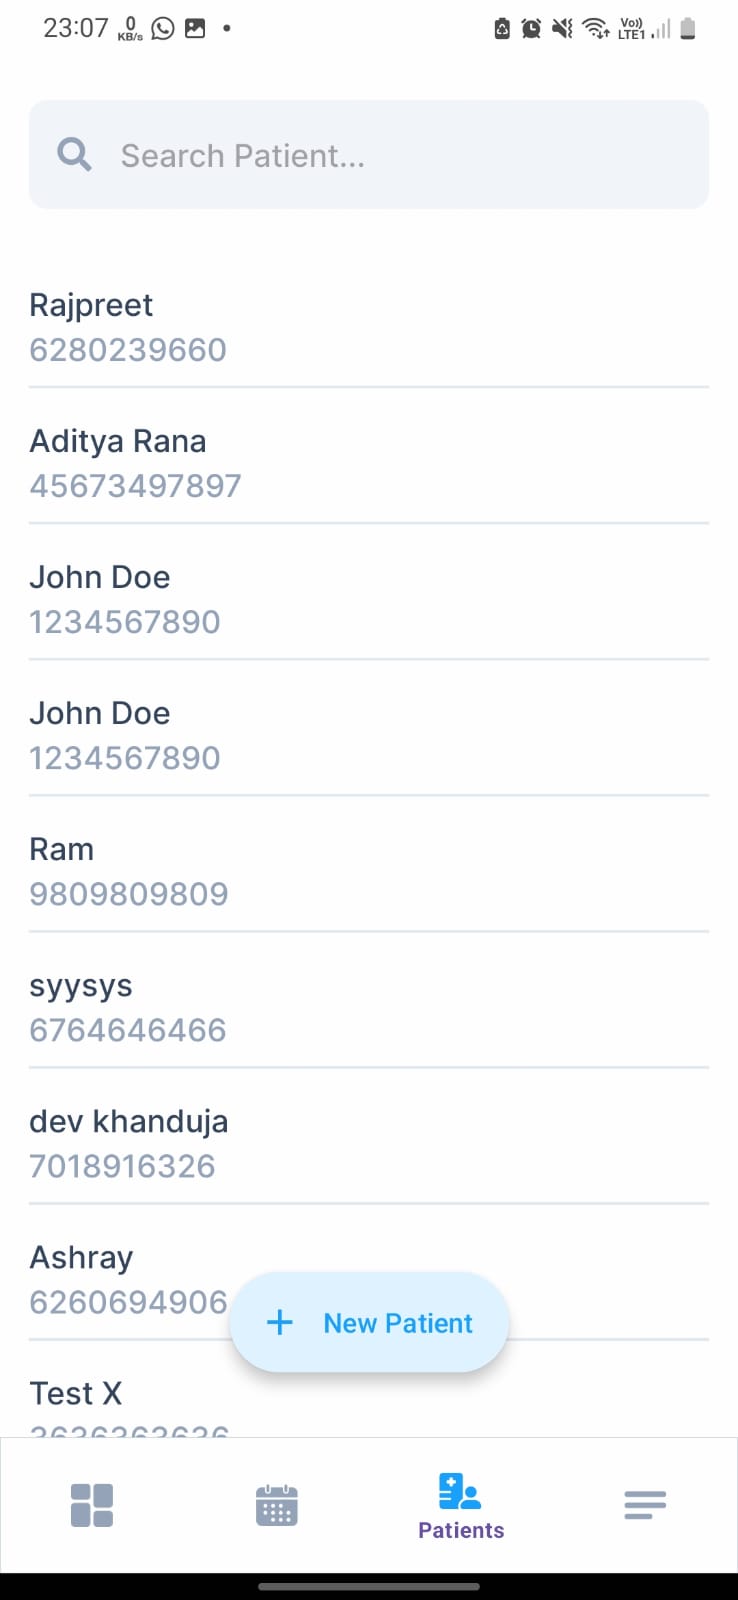 23:07 0 KB/s Vo)) LTE1
Search Patient...
Rajpreet
6280239660
Aditya Rana
45673497897
John Doe
1234567890
John Doe
1234567890
Ram
9809809809
syysys
6764646466
dev khanduja
7018916326
Ashray
6260694906
+ New Patient
Test X
3636363636
Patients